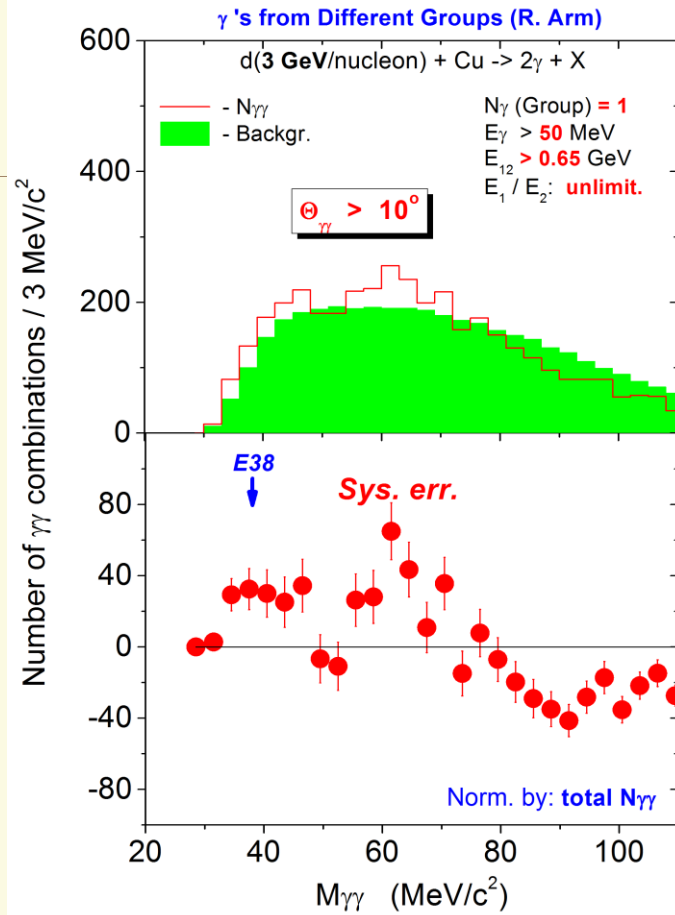 γ 's from Different Groups (R. Arm)
d(3 GeV/nucleon) + Cu -> 2γ + X
- Nγγ
- Backgr.
Nγ (Group) = 1
Eγ > 50 MeV
E12 > 0.65 GeV
E1 / E2: unlimit.
Θγγ > 10°
600
400
200
0
E38
Sys. err.
80
40
0
-40
-80
Norm. by: total Nγγ
20
40
60
80
100
Mγγ (MeV/c²)
Number of γγ combinations / 3 MeV/c²